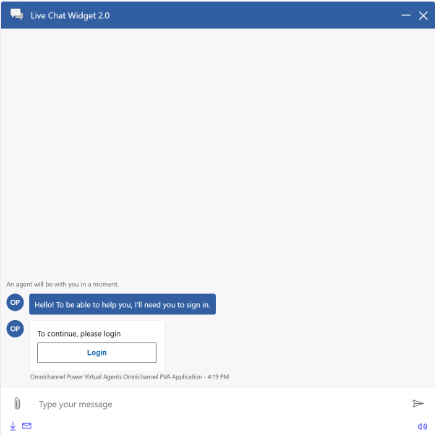 Live Chat Widget 2.0
An agent will be with you in a moment.
OP
Hello! To be able to help you, I'll need you to sign in.
OP
To continue, please login
Login
Omnichannel Power Virtual Agents Omnichannel PVA Application - 4:19 PM
Type your message